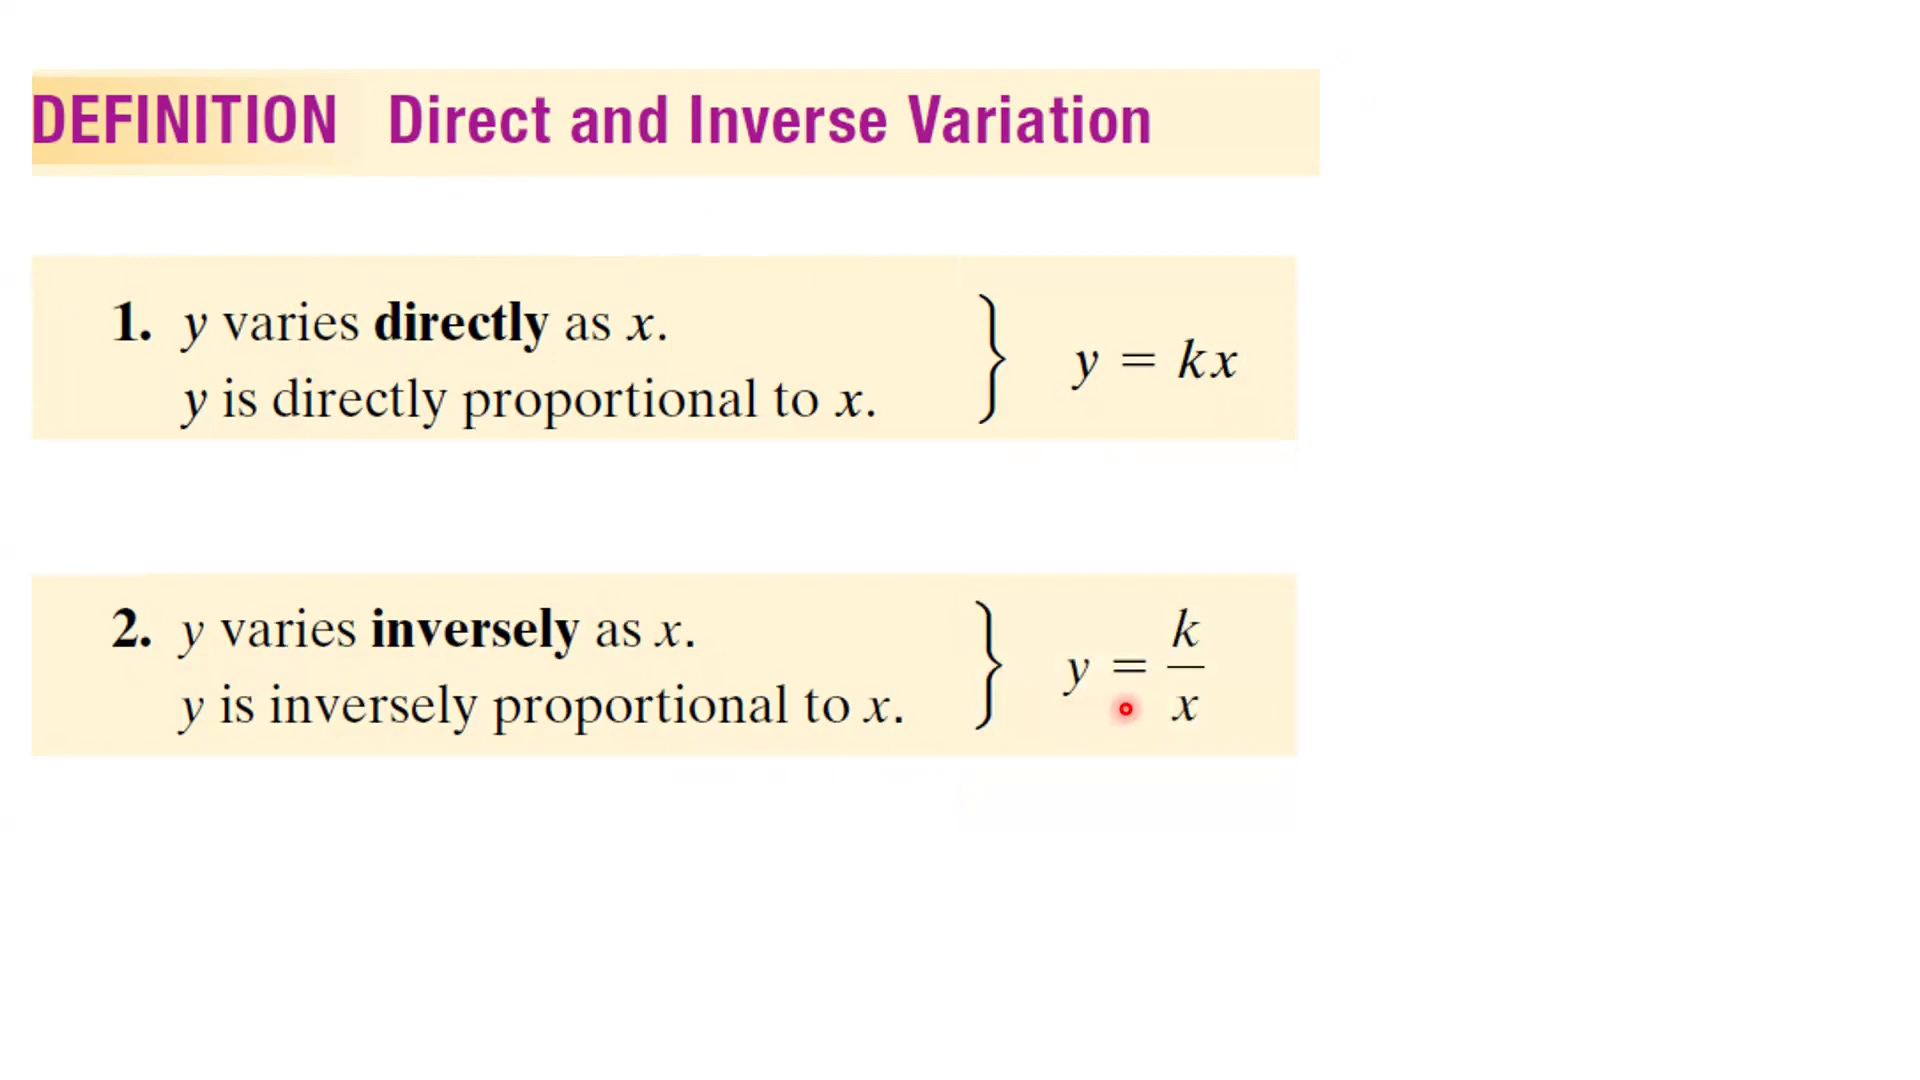 DEFINITION Direct and Inverse Variation
1. y varies directly as x.
y is directly proportional to x.
} y = kx
2. y varies inversely as x.
y is inversely proportional to x.
} y = k/x